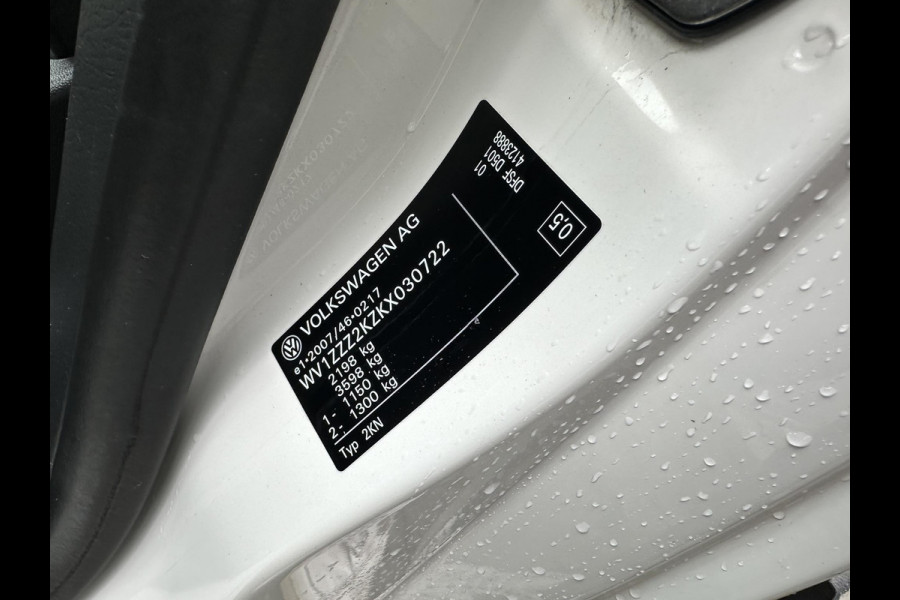 VOLKSWAGEN AG
e1*2007/46*0217
WV1ZZZ2KZKX030722
2198 kg
3598 kg
1 - 1150 kg
2 - 1300 kg
Typ 2KN
01
DFSF D501
4123888
0,5